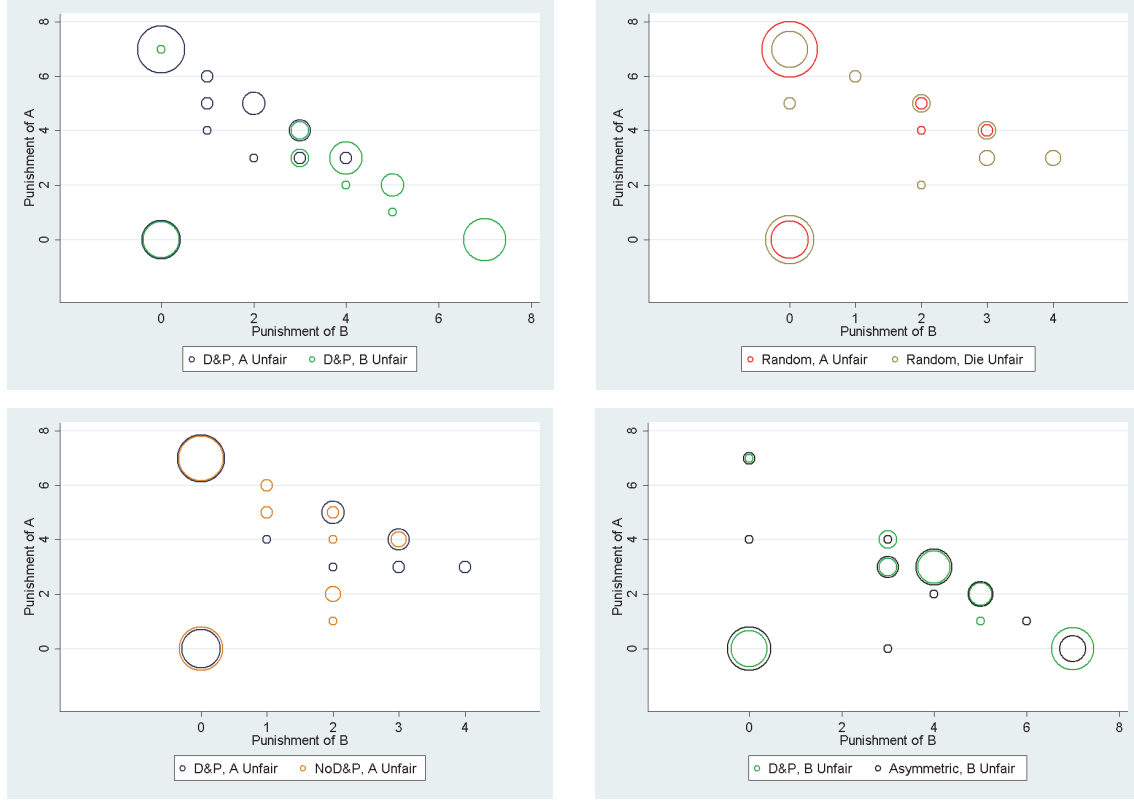 8
6
4
2
0
Punishment of A
0 2 4 6 8
Punishment of B
D&P, A Unfair D&P, B Unfair
8
6
4
2
0
Punishment of A
0 1 2 3 4
Punishment of B
Random, A Unfair Random, Die Unfair
8
6
4
2
0
Punishment of A
0 1 2 3 4
Punishment of B
D&P, A Unfair NoD&P, A Unfair
8
6
4
2
0
Punishment of A
0 2 4 6 8
Punishment of B
D&P, B Unfair Asymmetric, B Unfair